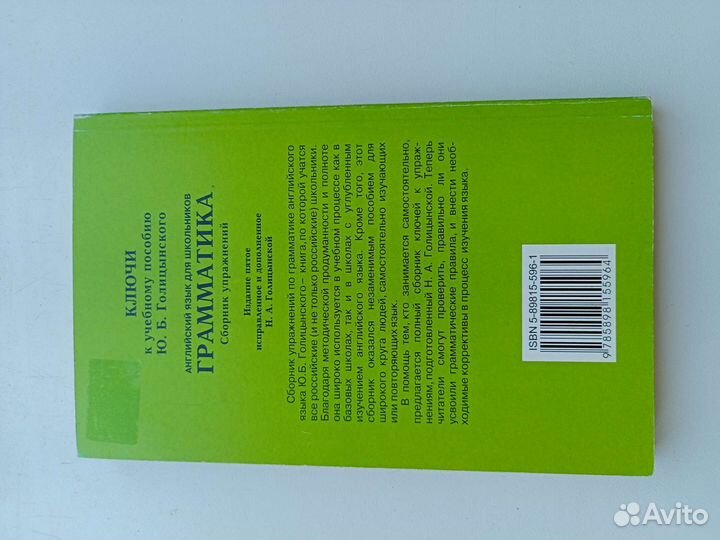 КЛЮЧИ
к учебному пособию
Ю. Б. Голицынского
АНГЛИЙСКИЙ ЯЗЫК ДЛЯ ШКОЛЬНИКОВ
ГРАММАТИКА
Сборник упражнений
Издание пятое
исправленное и дополненное
Н. А. Голицынской
Сборник упражнений по грамматике английского
языка Ю.Б. Голицынского – книга, по которой учатся
все российские (и не только российские) школьники.
Благодаря методической продуманности и полноте
она широко используется в учебном процессе как в
базовых школах, так и в школах с углубленным
изучением английского языка. Кроме того, этот
сборник оказался незаменимым пособием для
широкого круга людей, самостоятельно изучающих
или повторяющих язык.
В помощь тем, кто занимается самостоятельно,
предлагается полный сборник ключей к упраж-
нениям, подготовленный Н. А. Голицынской. Теперь
читатели смогут проверить, правильно ли они
усвоили грамматические правила, и внести необ-
ходимые коррективы в процесс изучения языка.
ISBN 5-89815-596-1
9 785898 155964
Avito